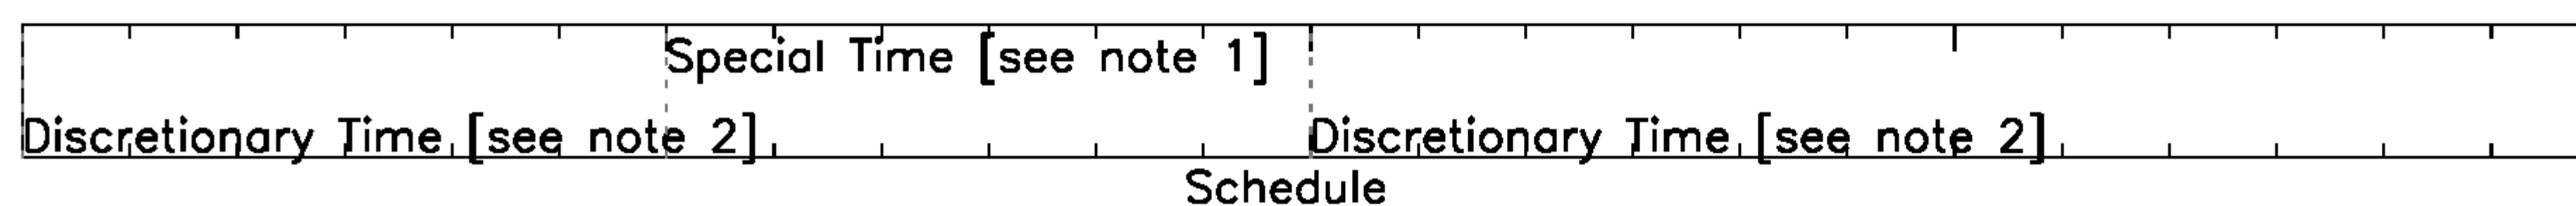 Special Time [see note 1]
Discretionary Time [see note 2]
Discretionary Time [see note 2]
Schedule